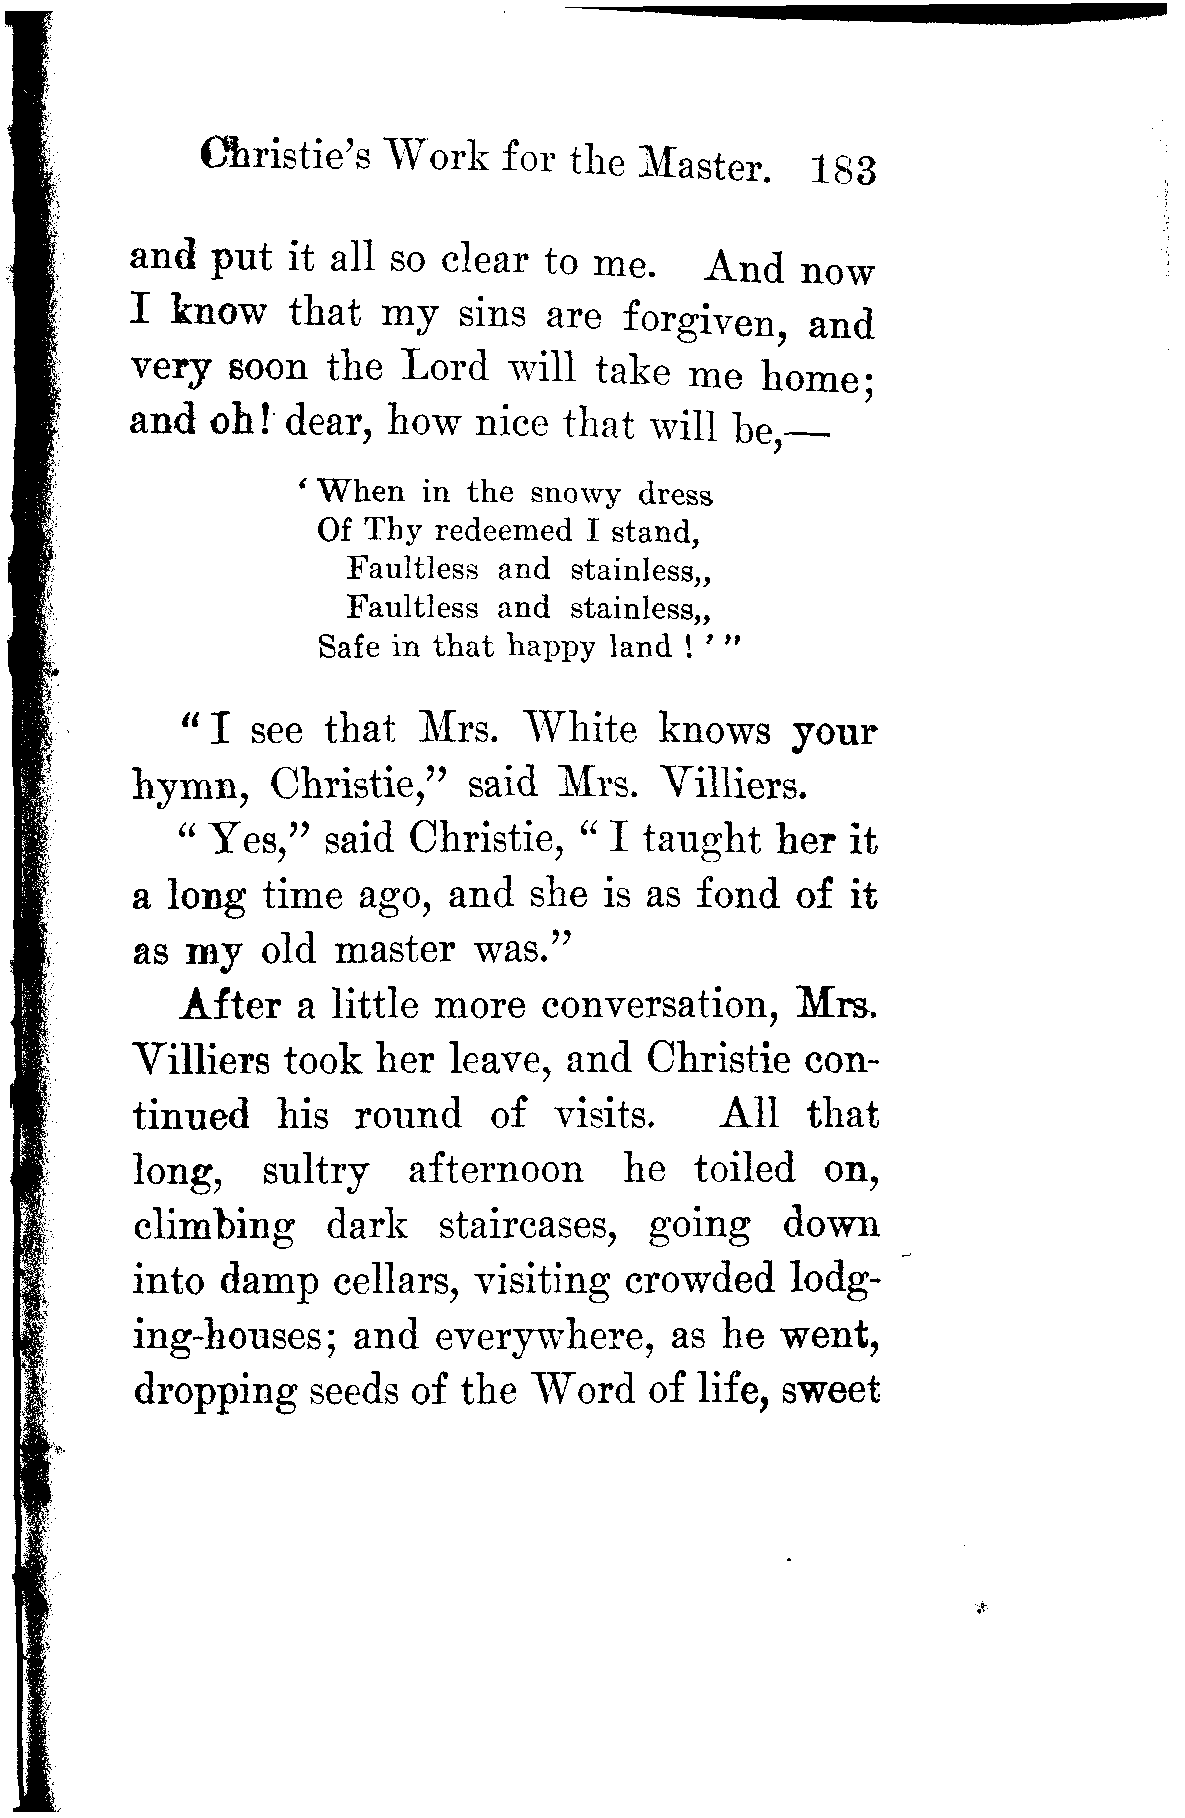 Christie's Work for the Master. 183
and put it all so clear to me. And now
I know that my sins are forgiven, and
very soon the Lord will take me home;
and oh! dear, how nice that will be,—
‘When in the snowy dress
Of Thy redeemed I stand,
Faultless and stainless,,
Faultless and stainless,,
Safe in that happy land ! ’ ”
“ I see that Mrs. White knows your
hymn, Christie,” said Mrs. Villiers.
“ Yes,” said Christie, “ I taught her it
a long time ago, and she is as fond of it
as my old master was.”
After a little more conversation, Mrs.
Villiers took her leave, and Christie con-
tinued his round of visits. All that
long, sultry afternoon he toiled on,
climbing dark staircases, going down
into damp cellars, visiting crowded lodg-
ing-houses; and everywhere, as he went,
dropping seeds of the Word of life, sweet